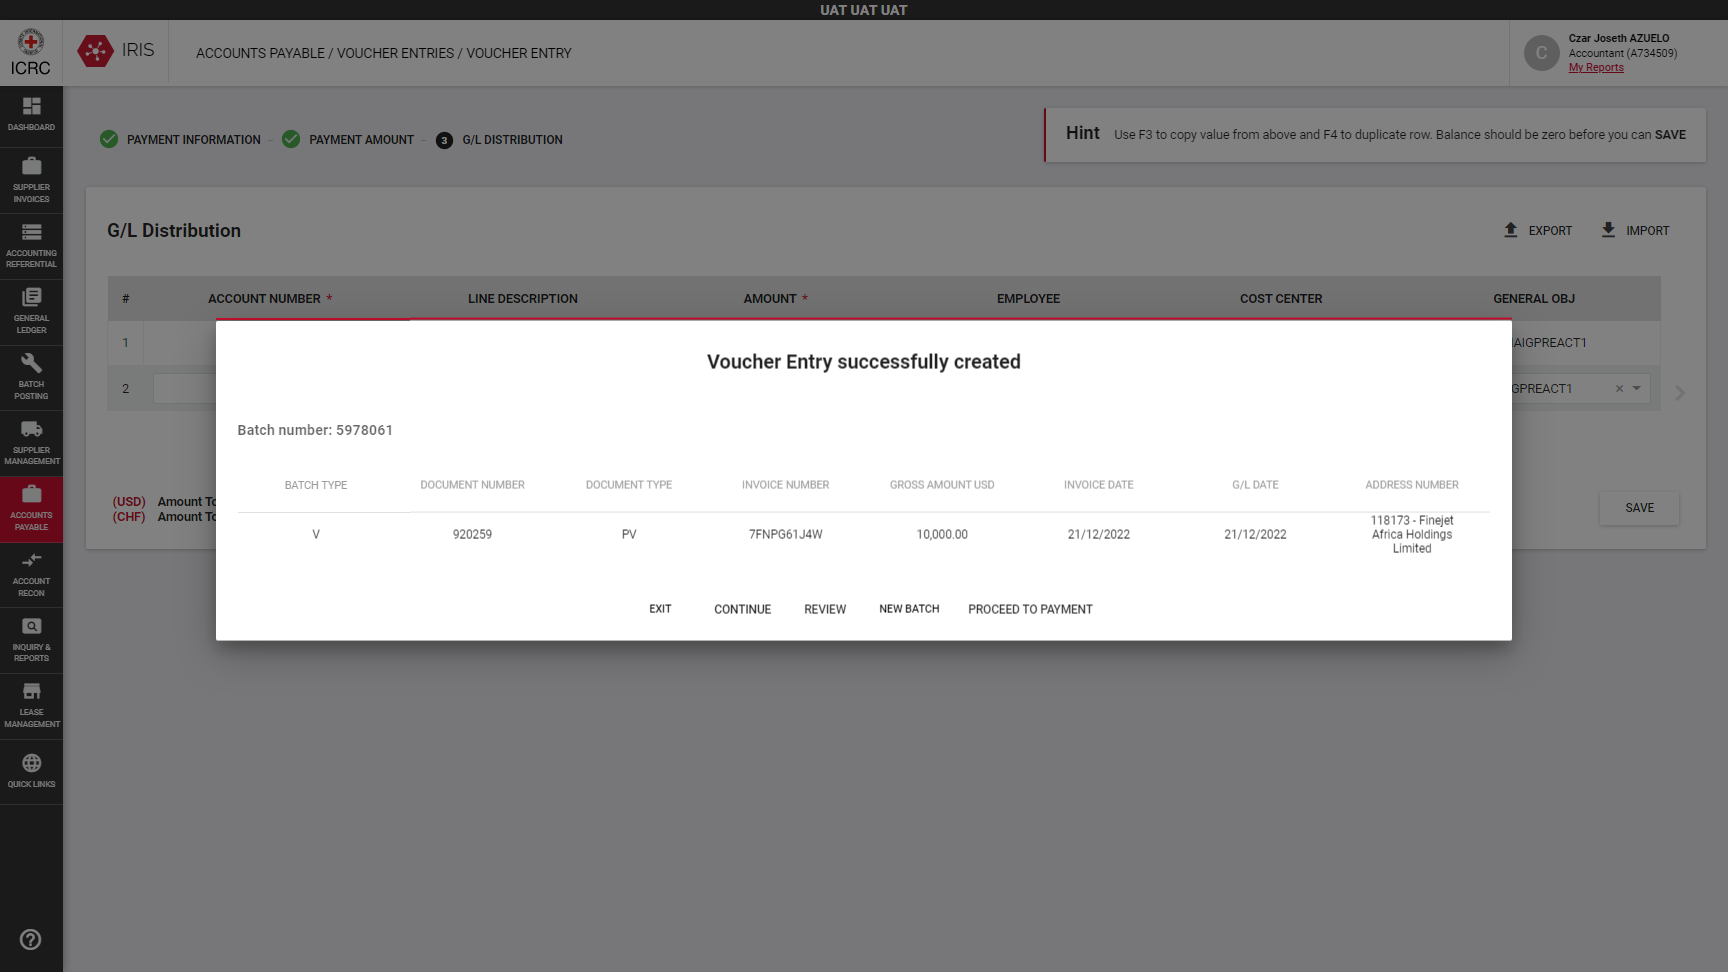 UAT UAT UAT
ICRC
IRIS
ACCOUNTS PAYABLE / VOUCHER ENTRIES / VOUCHER ENTRY
C
Czar Joseth AZUELO
Accountant (A734509)
My Reports
DASHBOARD
SUPPLIER
INVOICES
ACCOUNTING
REFERENTIAL
GENERAL
LEDGER
BATCH
POSTING
SUPPLIER
MANAGEMENT
ACCOUNTS
PAYABLE
ACCOUNT
RECON
INQUIRY &
REPORTS
LEASE
MANAGEMENT
QUICK LINKS
PAYMENT INFORMATION
PAYMENT AMOUNT
3 G/L DISTRIBUTION
Hint Use F3 to copy value from above and F4 to duplicate row. Balance should be zero before you can SAVE
G/L Distribution
EXPORT
IMPORT
# ACCOUNT NUMBER * LINE DESCRIPTION AMOUNT * EMPLOYEE COST CENTER GENERAL OBJ
1 AIGPREACT1
2 GPREACT1
(USD) Amount To
(CHF) Amount To
SAVE
Voucher Entry successfully created
Batch number: 5978061
BATCH TYPE DOCUMENT NUMBER DOCUMENT TYPE INVOICE NUMBER GROSS AMOUNT USD INVOICE DATE G/L DATE ADDRESS NUMBER
V 920259 PV 7FNPG61J4W 10,000.00 21/12/2022 21/12/2022 118173 - Finejet
Africa Holdings
Limited
EXIT CONTINUE REVIEW NEW BATCH PROCEED TO PAYMENT